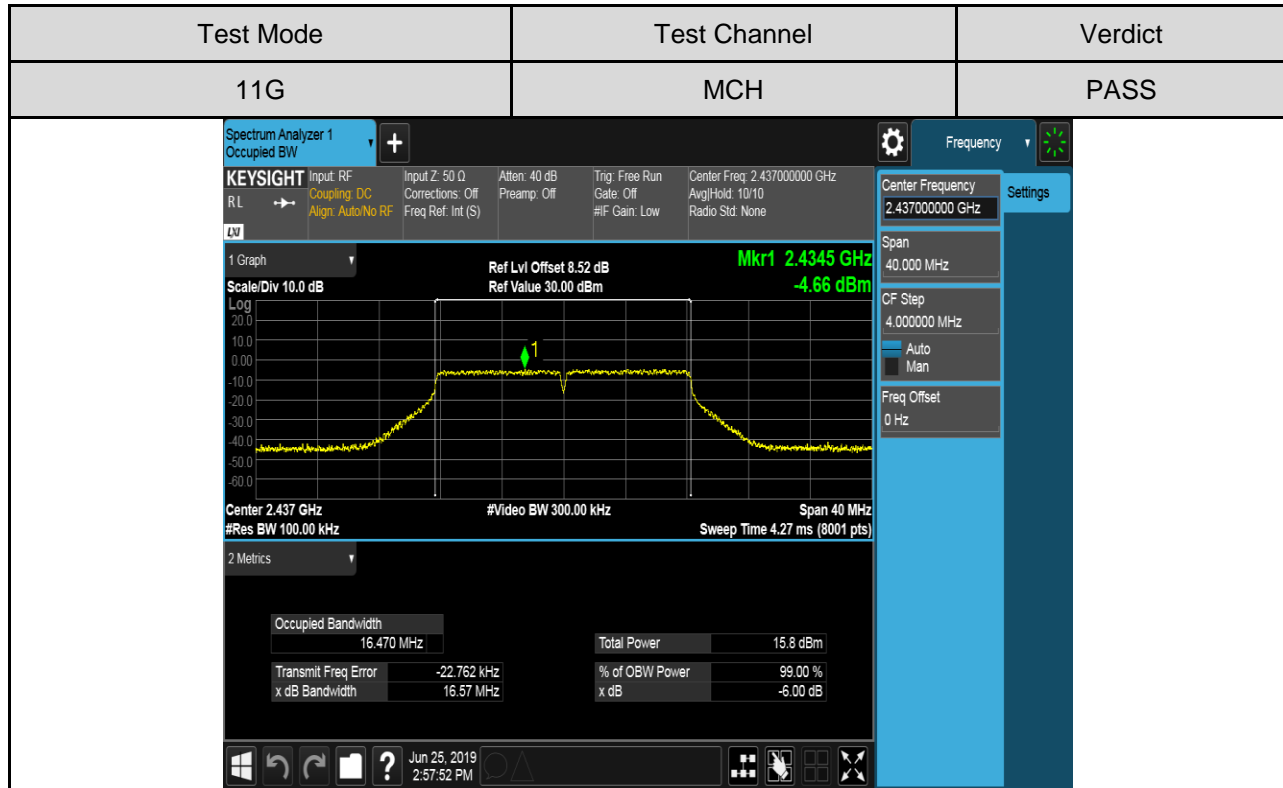 Test Mode Test Channel Verdict
11G MCH PASS
Spectrum Analyzer 1
Occupied BW
+
Frequency
KEYSIGHT Input: RF Input Z: 50 Ω Atten: 40 dB Trig: Free Run Center Freq: 2.437000000 GHz
RL Coupling: DC Corrections: Off Preamp: Off Gate: Off Avg|Hold: 10/10
Align: Auto/No RF Freq Ref: Int (S) #IF Gain: Low Radio Std: None
LXI
Center Frequency
2.437000000 GHz
Settings
Span
40.000 MHz
CF Step
4.000000 MHz
Auto
Man
Freq Offset
0 Hz
1 Graph Ref Lvl Offset 8.52 dB Mkr1 2.4345 GHz
Scale/Div 10.0 dB Ref Value 30.00 dBm -4.66 dBm
Log
20.0
10.0
0.00
-10.0
-20.0
-30.0
-40.0
-50.0
-60.0
1
Center 2.437 GHz #Video BW 300.00 kHz Span 40 MHz
#Res BW 100.00 kHz Sweep Time 4.27 ms (8001 pts)
2 Metrics
Occupied Bandwidth
16.470 MHz Total Power 15.8 dBm
Transmit Freq Error -22.762 kHz % of OBW Power 99.00 %
x dB Bandwidth 16.57 MHz x dB -6.00 dB
? Jun 25, 2019
2:57:52 PM